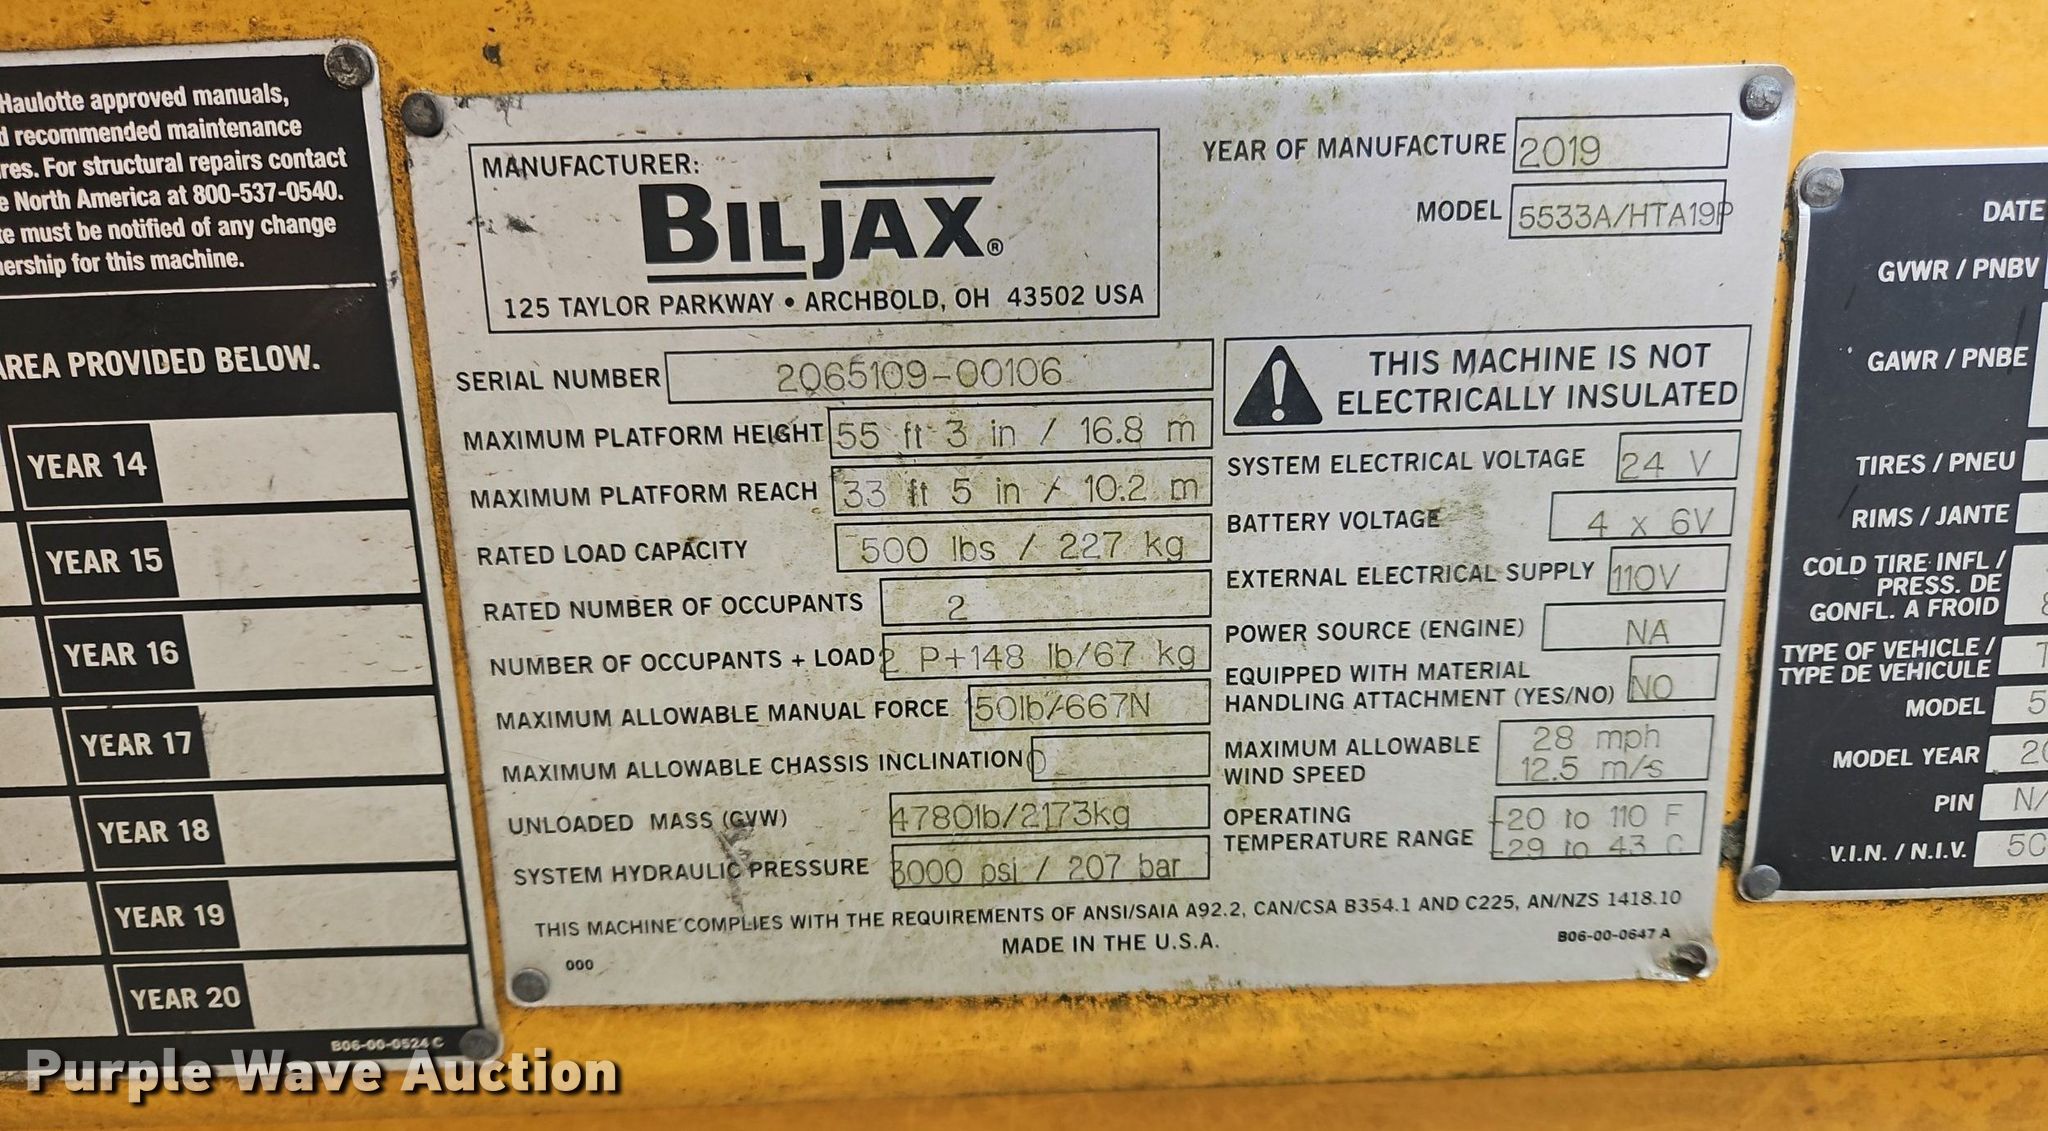 Haulotte approved manuals,
recommended maintenance
For structural repairs contact
North America at 800-537-0540.
must be notified of any change
for this machine.
AREA PROVIDED BELOW.
YEAR 14
YEAR 15
YEAR 16
YEAR 17
YEAR 18
YEAR 19
YEAR 20
B06-00-0524 C
MANUFACTURER:
BILJAX®
125 TAYLOR PARKWAY • ARCHBOLD, OH 43502 USA
YEAR OF MANUFACTURE 2019
MODEL 5533A/HTA19P
SERIAL NUMBER 2065109-00106
MAXIMUM PLATFORM HEIGHT 55 ft 3 in / 16.8 m
MAXIMUM PLATFORM REACH 33 ft 5 in / 10.2 m
RATED LOAD CAPACITY 500 lbs / 227 kg
RATED NUMBER OF OCCUPANTS 2
NUMBER OF OCCUPANTS + LOAD 2 P+148 lb/67 kg
MAXIMUM ALLOWABLE MANUAL FORCE 150lb/667N
MAXIMUM ALLOWABLE CHASSIS INCLINATION 0
UNLOADED MASS (GVW) 4780lb/2173kg
SYSTEM HYDRAULIC PRESSURE 3000 psi / 207 bar
THIS MACHINE IS NOT
ELECTRICALLY INSULATED
SYSTEM ELECTRICAL VOLTAGE 24 V
BATTERY VOLTAGE 4 x 6V
EXTERNAL ELECTRICAL SUPPLY 110V
POWER SOURCE (ENGINE) NA
EQUIPPED WITH MATERIAL
HANDLING ATTACHMENT (YES/NO) NO
MAXIMUM ALLOWABLE 28 mph
WIND SPEED 12.5 m/s
OPERATING -20 to 110 F
TEMPERATURE RANGE -29 to 43 C
THIS MACHINE COMPLIES WITH THE REQUIREMENTS OF ANSI/SAIA A92.2, CAN/CSA B354.1 AND C225, AN/NZS 1418.10
MADE IN THE U.S.A.
B06-00-0647 A
000
DATE
GVWR / PNBV
GAWR / PNBE
TIRES / PNEU
RIMS / JANTE
COLD TIRE INFL /
PRESS. DE
GONFL. A FROID
TYPE OF VEHICLE /
TYPE DE VEHICULE
MODEL 5
MODEL YEAR 20
PIN N/
V.I.N. / N.I.V. 5C
Purple Wave Auction